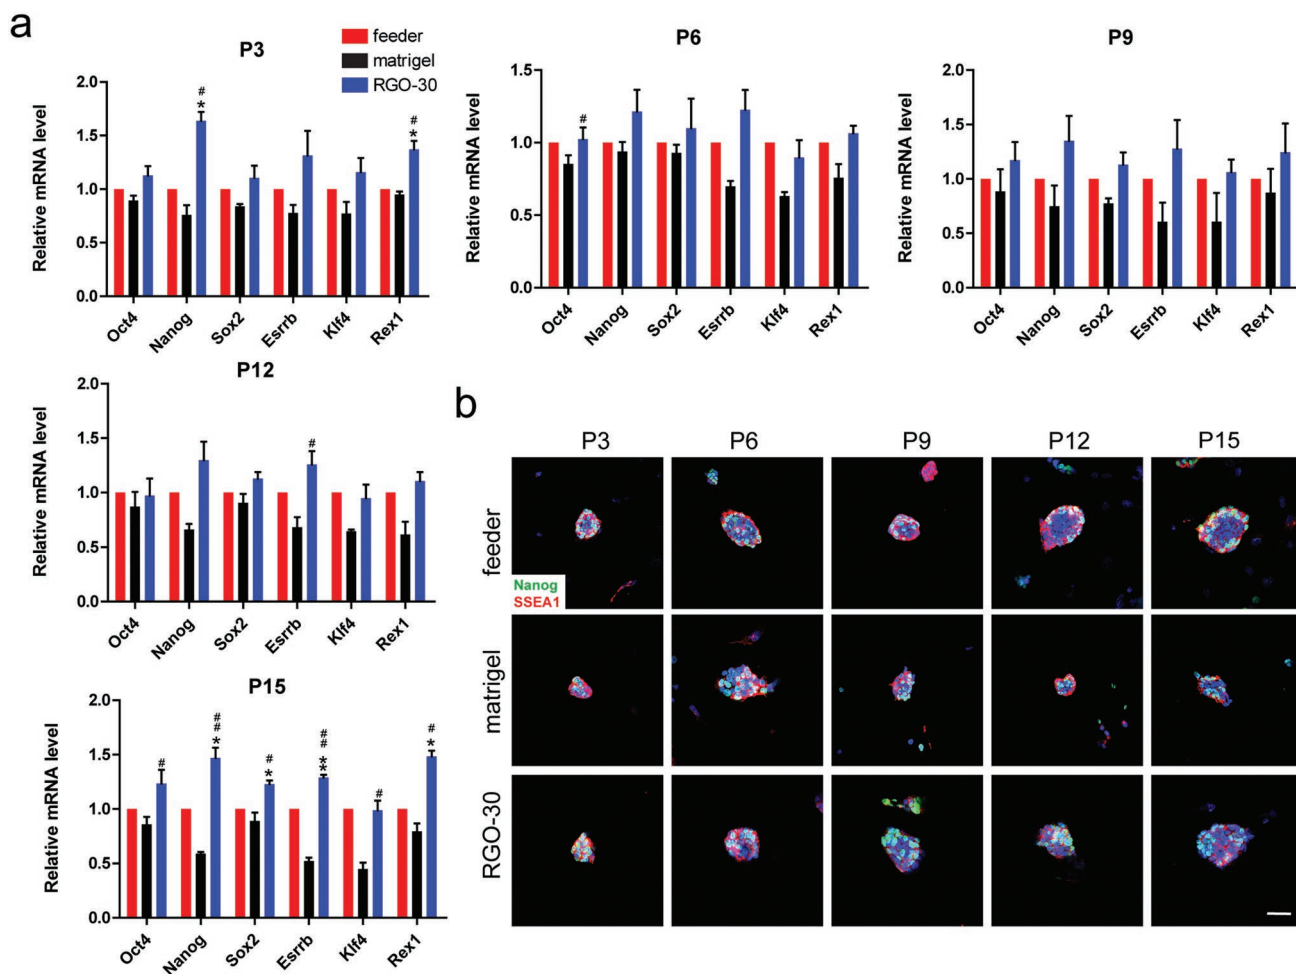 a
P3
feeder
matrigel
RGO-30
Relative mRNA level
2.0
1.5
1.0
0.5
0.0
#
*
#
*
Oct4
Nanog
Sox2
Esrrb
Klf4
Rex1
P6
Relative mRNA level
1.5
1.0
0.5
0.0
#
Oct4
Nanog
Sox2
Esrrb
Klf4
Rex1
P9
Relative mRNA level
2.0
1.5
1.0
0.5
0.0
Oct4
Nanog
Sox2
Esrrb
Klf4
Rex1
P12
Relative mRNA level
2.0
1.5
1.0
0.5
0.0
#
Oct4
Nanog
Sox2
Esrrb
Klf4
Rex1
P15
Relative mRNA level
2.0
1.5
1.0
0.5
0.0
#
##
*
#
*
##
**
#
#
*
Oct4
Nanog
Sox2
Esrrb
Klf4
Rex1
b
P3
P6
P9
P12
P15
feeder
Nanog
SSEA1
matrigel
RGO-30